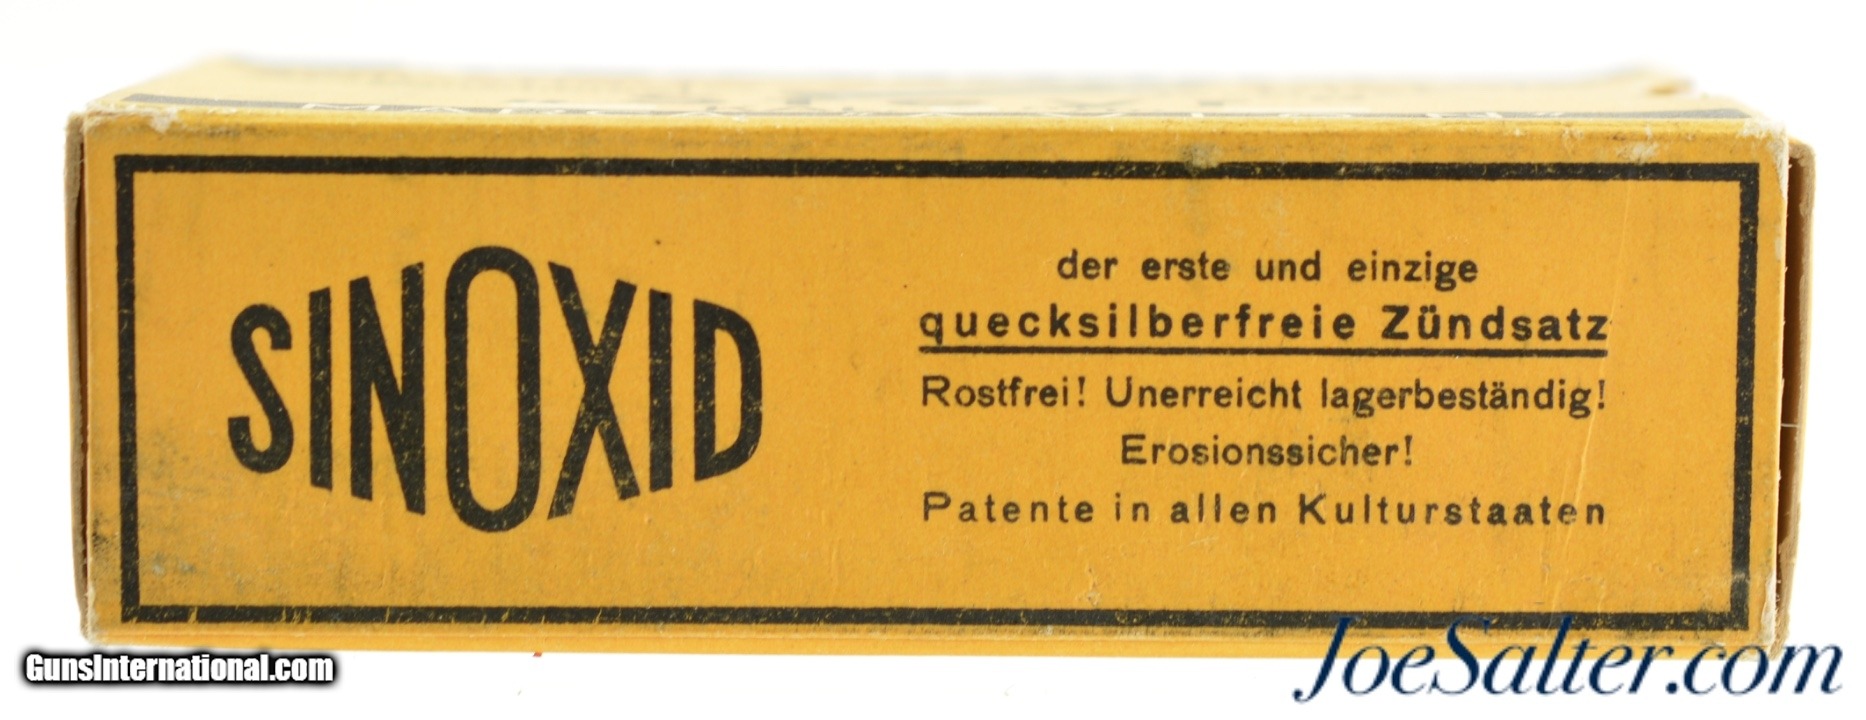 SINOXID
der erste und einzige
quecksilberfreie Zündsatz
Rostfrei! Unerreicht lagerbeständig!
Erosionssicher!
Patente in allen Kulturstaaten
GunsInternational.com
JoeSalter.com